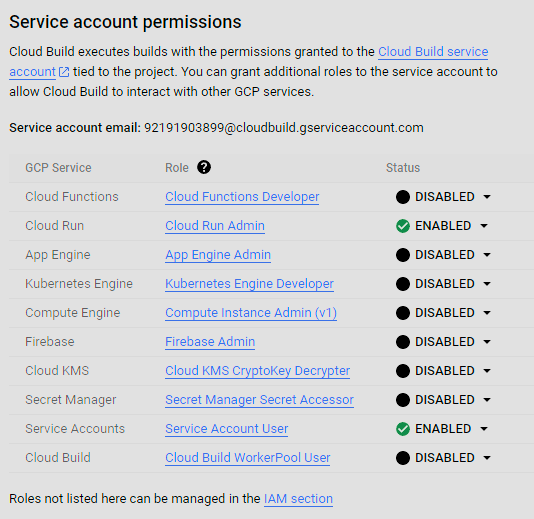 Service account permissions
Cloud Build executes builds with the permissions granted to the Cloud Build service
account tied to the project. You can grant additional roles to the service account to
allow Cloud Build to interact with other GCP services.
Service account email: 92191903899@cloudbuild.gserviceaccount.com
GCP Service Role ? Status
Cloud Functions Cloud Functions Developer DISABLED
Cloud Run Cloud Run Admin ENABLED
App Engine App Engine Admin DISABLED
Kubernetes Engine Kubernetes Engine Developer DISABLED
Compute Engine Compute Instance Admin (v1) DISABLED
Firebase Firebase Admin DISABLED
Cloud KMS Cloud KMS CryptoKey Decrypter DISABLED
Secret Manager Secret Manager Secret Accessor DISABLED
Service Accounts Service Account User ENABLED
Cloud Build Cloud Build WorkerPool User DISABLED
Roles not listed here can be managed in the IAM section